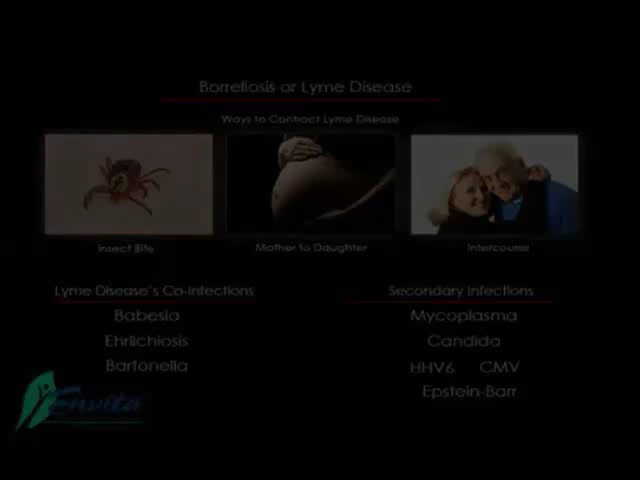 Borreliosis or Lyme Disease
Ways to Contract Lyme Disease
Insect Bite
Mother to Daughter
Intercourse
Lyme Disease's Co-Infections
Babesia
Ehrlichiosis
Bartonella
Secondary Infections
Mycoplasma
Candida
HHV6 CMV
Epstein-Barr
Envita